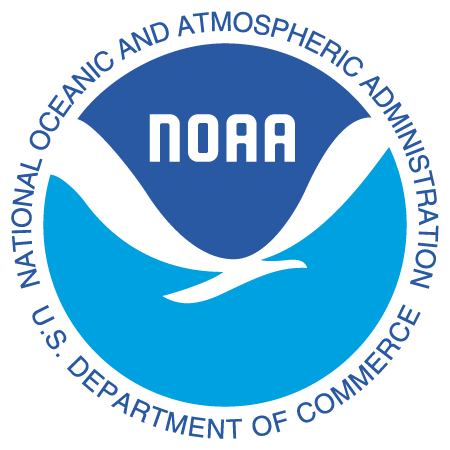 NATIONAL OCEANIC AND ATMOSPHERIC ADMINISTRATION
NOAA
U.S. DEPARTMENT OF COMMERCE